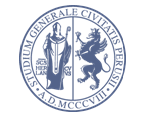 STUDIUM GENERALE CIVITATIS PERUSII
A.D. MCCCVIII